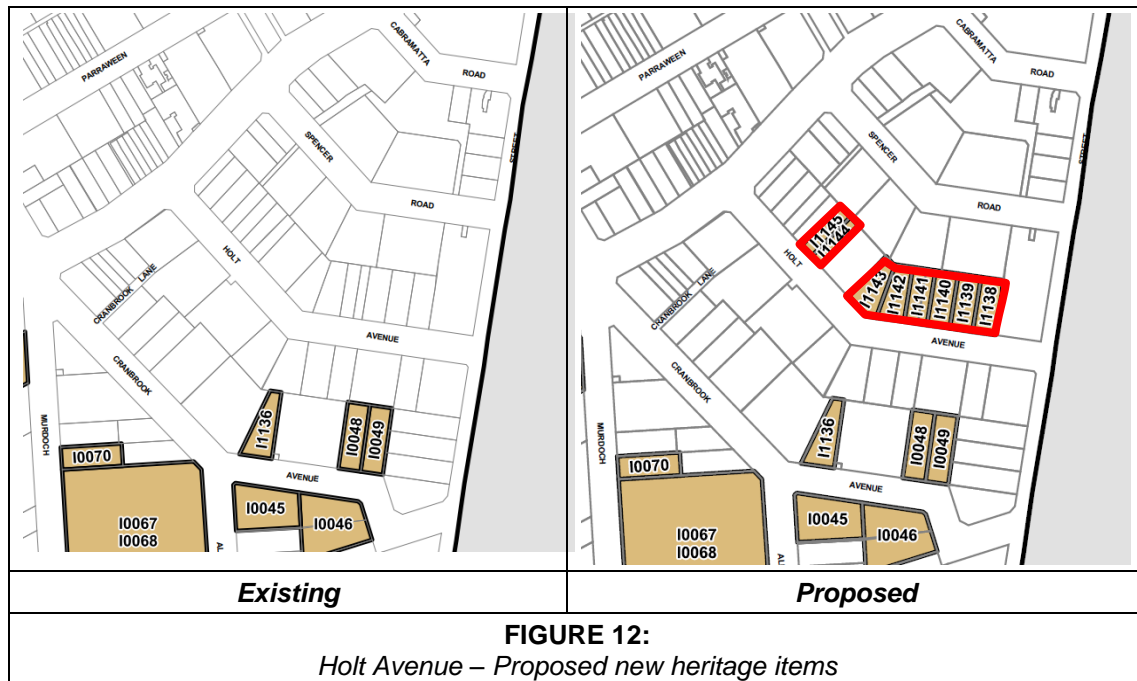 CABRAMATTA
ROAD
PARRAWEEN
STREET
SPENCER
ROAD
HOLT
CRANBROOK LANE
AVENUE
CRANBROOK
MURDOCH
I1136
I0048
I0049
I0070
AVENUE
I0045
I0046
I0067
I0068
CABRAMATTA
ROAD
PARRAWEEN
STREET
SPENCER
ROAD
I1145
I1144
HOLT
I1143
I1142
I1141
I1140
I1139
I1138
CRANBROOK LANE
AVENUE
CRANBROOK
MURDOCH
I1136
I0048
I0049
I0070
AVENUE
I0045
I0046
I0067
I0068
Existing
Proposed
FIGURE 12:
Holt Avenue – Proposed new heritage items